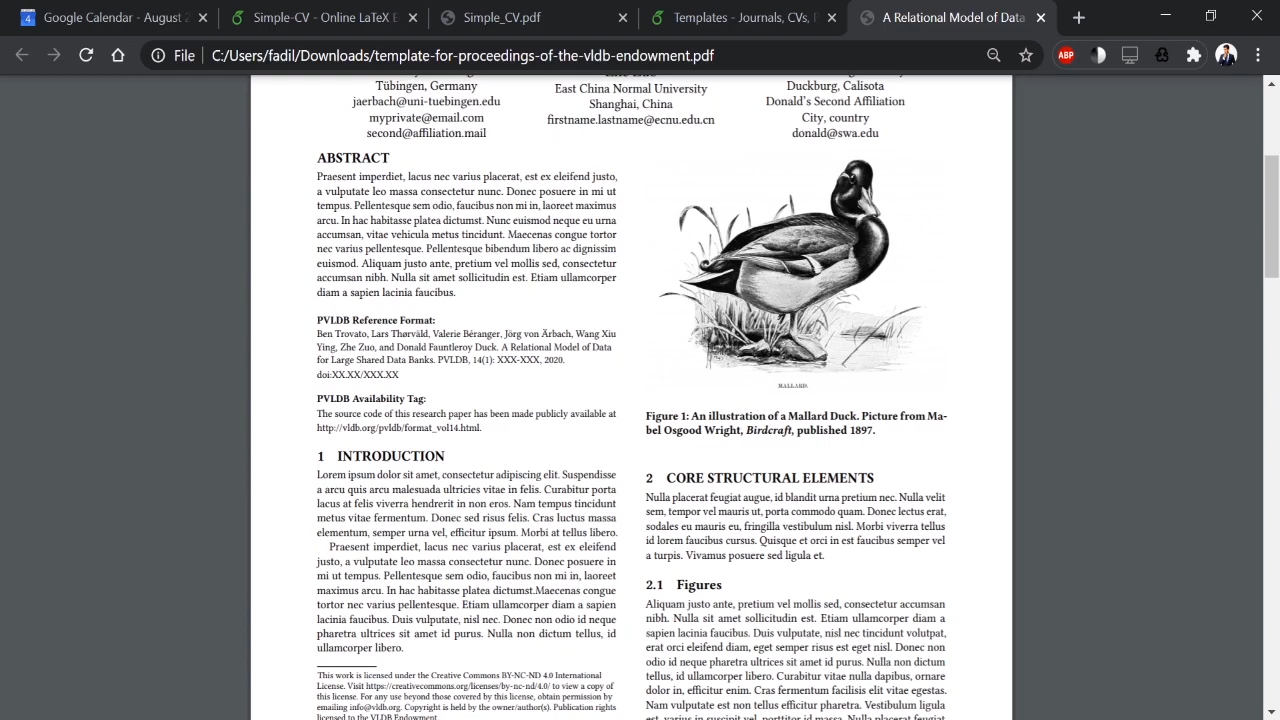 4 Google Calendar - August 2
Simple-CV - Online LaTeX E
Simple_CV.pdf
Templates - Journals, CVs, P
A Relational Model of Data
File
C:/Users/fadil/Downloads/template-for-proceedings-of-the-vldb-endowment.pdf
ABP
Tübingen, Germany
jaerbach@uni-tuebingen.edu
myprivate@email.com
second@affiliation.mail
East China Normal University
Shanghai, China
firstname.lastname@ecnu.edu.cn
Duckburg, Calisota
Donald's Second Affiliation
City, country
donald@swa.edu
ABSTRACT
Praesent imperdiet, lacus nec varius placerat, est ex eleifend justo,
a vulputate leo massa consectetur nunc. Donec posuere in mi ut
tempus. Pellentesque sem odio, faucibus non mi in, laoreet maximus
arcu. In hac habitasse platea dictumst. Nunc euismod neque eu urna
accumsan, vitae vehicula metus tincidunt. Maecenas congue tortor
nec varius pellentesque. Pellentesque bibendum libero ac dignissim
euismod. Aliquam justo ante, pretium vel mollis sed, consectetur
accumsan nibh. Nulla sit amet sollicitudin est. Etiam ullamcorper
diam a sapien lacinia faucibus.
PVLDB Reference Format:
Ben Trovato, Lars Thørväld, Valerie Béranger, Jörg von Ärbach, Wang Xiu
Ying, Zhe Zuo, and Donald Fauntleroy Duck. A Relational Model of Data
for Large Shared Data Banks. PVLDB, 14(1): XXX-XXX, 2020.
doi:XX.XX/XXX.XX
PVLDB Availability Tag:
The source code of this research paper has been made publicly available at
http://vldb.org/pvldb/format_vol14.html.
1 INTRODUCTION
Lorem ipsum dolor sit amet, consectetur adipiscing elit. Suspendisse
a arcu quis arcu malesuada ultricies vitae in felis. Curabitur porta
lacus at felis viverra hendrerit in non eros. Nam tempus tincidunt
metus vitae fermentum. Donec sed risus felis. Cras luctus massa
elementum, semper urna vel, efficitur ipsum. Morbi at tellus libero.
Praesent imperdiet, lacus nec varius placerat, est ex eleifend
justo, a vulputate leo massa consectetur nunc. Donec posuere in
mi ut tempus. Pellentesque sem odio, faucibus non mi in, laoreet
maximus arcu. In hac habitasse platea dictumst.Maecenas congue
tortor nec varius pellentesque. Etiam ullamcorper diam a sapien
lacinia faucibus. Duis vulputate, nisl nec. Donec non odio id neque
pharetra ultrices sit amet id purus. Nulla non dictum tellus, id
ullamcorper libero.
This work is licensed under the Creative Commons BY-NC-ND 4.0 International
License. Visit https://creativecommons.org/licenses/by-nc-nd/4.0/ to view a copy of
this license. For any use beyond those covered by this license, obtain permission by
emailing info@vldb.org. Copyright is held by the owner/author(s). Publication rights
licensed to the VLDB Endowment.
MALLARD.
Figure 1: An illustration of a Mallard Duck. Picture from Ma-
bel Osgood Wright, Birdcraft, published 1897.
2 CORE STRUCTURAL ELEMENTS
Nulla placerat feugiat augue, id blandit urna pretium nec. Nulla velit
sem, tempor vel mauris ut, porta commodo quam. Donec lectus erat,
sodales eu mauris eu, fringilla vestibulum nisl. Morbi viverra tellus
id lorem faucibus cursus. Quisque et orci in est faucibus semper vel
a turpis. Vivamus posuere sed ligula et.
2.1 Figures
Aliquam justo ante, pretium vel mollis sed, consectetur accumsan
nibh. Nulla sit amet sollicitudin est. Etiam ullamcorper diam a
sapien lacinia faucibus. Duis vulputate, nisl nec tincidunt volutpat,
erat orci eleifend diam, eget semper risus est eget nisl. Donec non
odio id neque pharetra ultrices sit amet id purus. Nulla non dictum
tellus, id ullamcorper libero. Curabitur vitae nulla dapibus, ornare
dolor in, efficitur enim. Cras fermentum facilisis elit vitae egestas.
Nam vulputate est non tellus efficitur pharetra. Vestibulum ligula
est, varius in suscipit vel, porttitor id massa. Nulla placerat feugiat